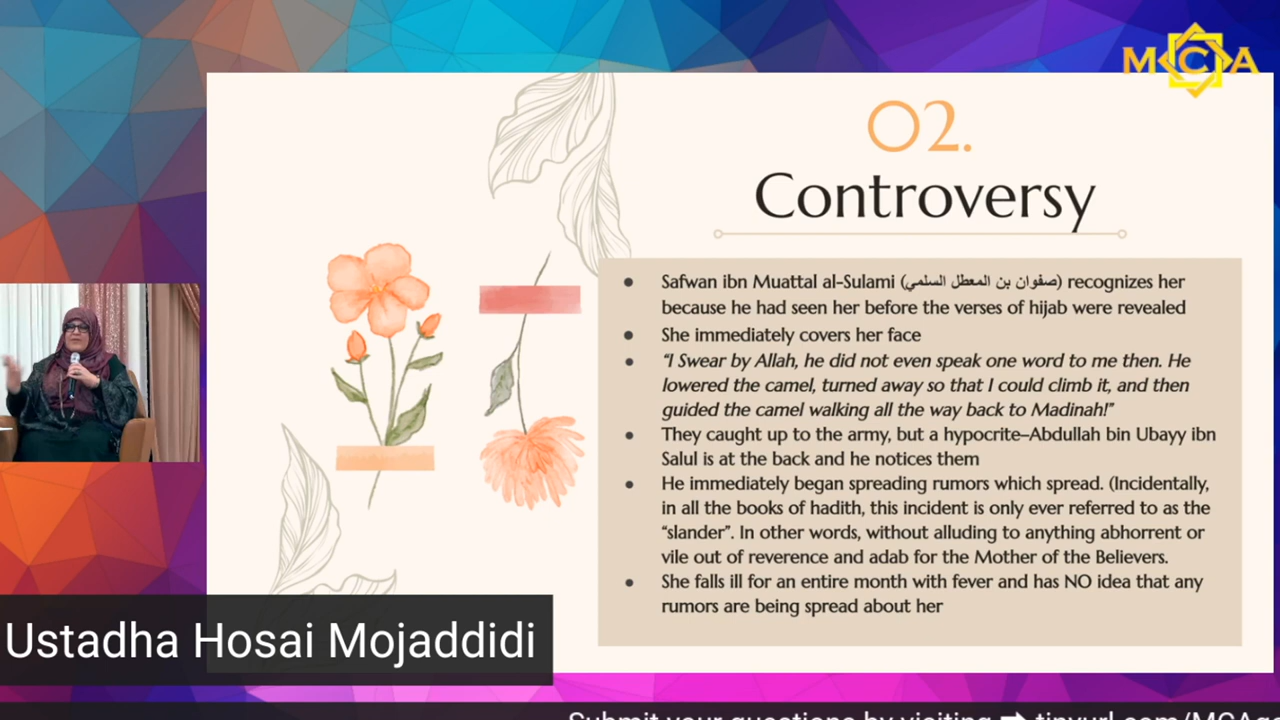 MCA
02.
Controversy
● Safwan ibn Muattal al-Sulami (صفوان بن المعطل السلمي) recognizes her
because he had seen her before the verses of hijab were revealed
● She immediately covers her face
● “I Swear by Allah, he did not even speak one word to me then. He
lowered the camel, turned away so that I could climb it, and then
guided the camel walking all the way back to Madinah!”
● They caught up to the army, but a hypocrite–Abdullah bin Ubayy ibn
Salul is at the back and he notices them
● He immediately began spreading rumors which spread. (Incidentally,
in all the books of hadith, this incident is only ever referred to as the
“slander”. In other words, without alluding to anything abhorrent or
vile out of reverence and adab for the Mother of the Believers.
● She falls ill for an entire month with fever and has NO idea that any
rumors are being spread about her
Ustadha Hosai Mojaddidi
Submit your questions by visiting ➡ tinyurl.com/MCA